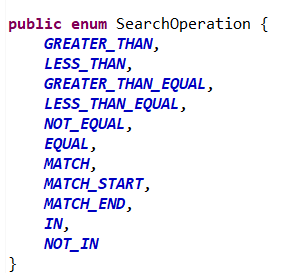 public enum SearchOperation {
    GREATER_THAN,
    LESS_THAN,
    GREATER_THAN_EQUAL,
    LESS_THAN_EQUAL,
    NOT_EQUAL,
    EQUAL,
    MATCH,
    MATCH_START,
    MATCH_END,
    IN,
    NOT_IN
}